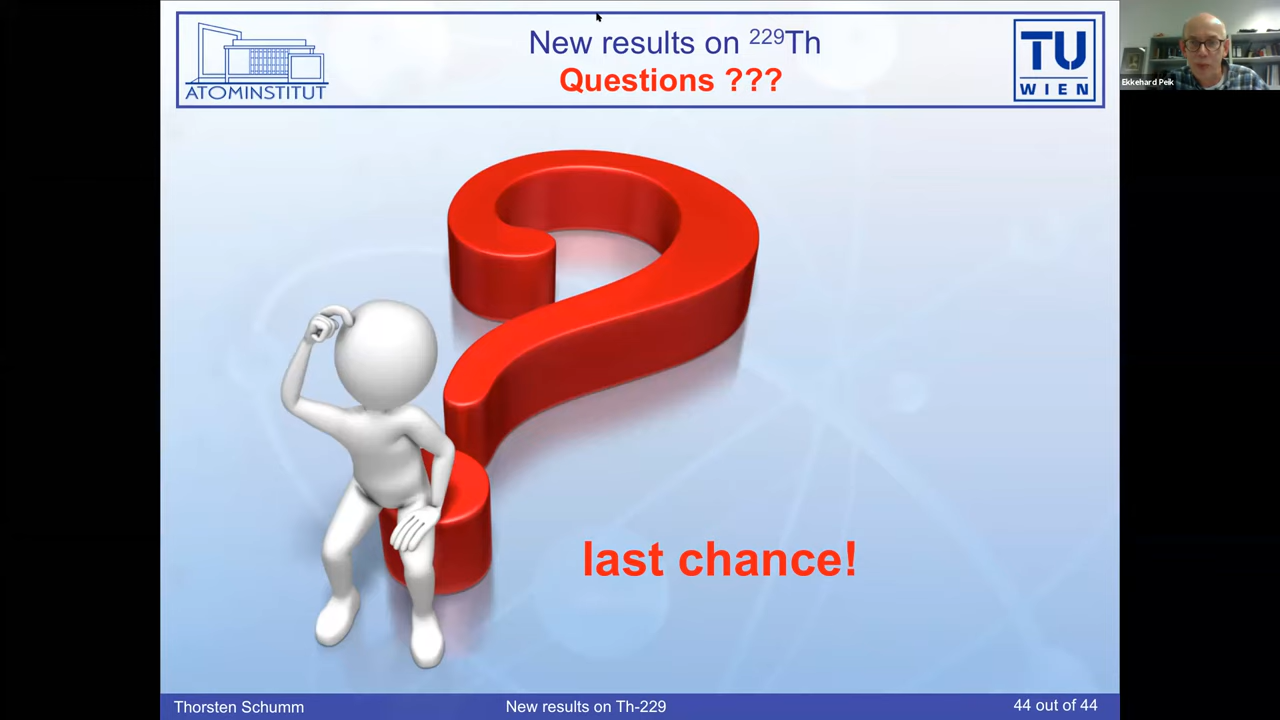 New results on ²²⁹Th
Questions ???
ATOMINSTITUT
TU
WIEN
Ekkehard Peik
last chance!
Thorsten Schumm
New results on Th-229
44 out of 44